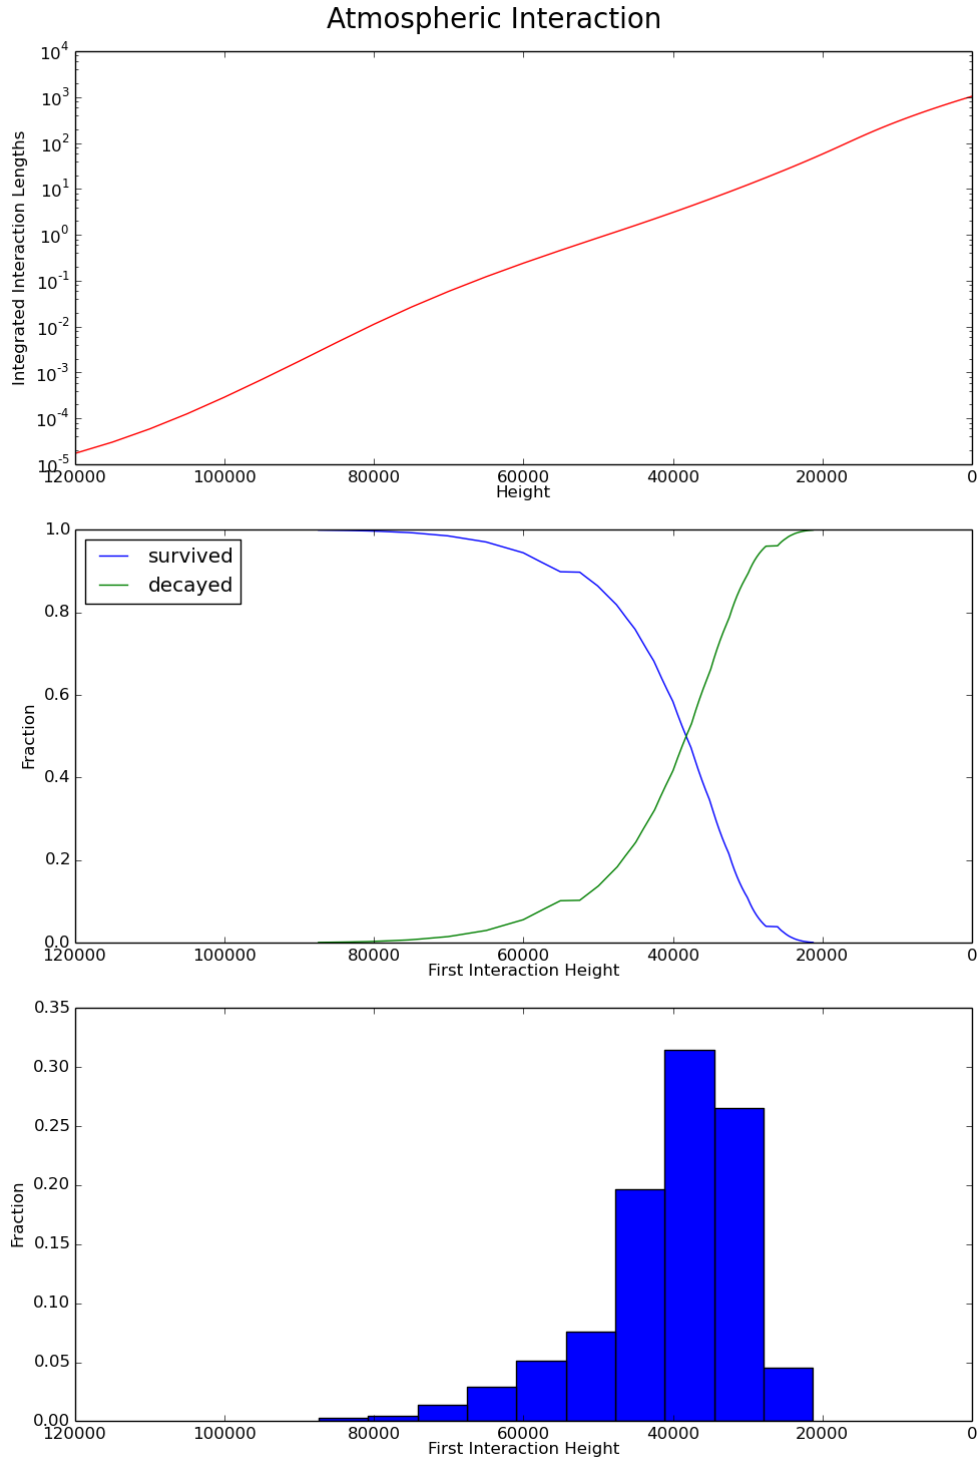 Atmospheric Interaction
Integrated Interaction Lengths
10^4
10^3
10^2
10^1
10^0
10^-1
10^-2
10^-3
10^-4
10^-5
120000 100000 80000 60000 40000 20000 0
Height
Fraction
1.0
0.8
0.6
0.4
0.2
0.0
survived
decayed
120000 100000 80000 60000 40000 20000 0
First Interaction Height
Fraction
0.35
0.30
0.25
0.20
0.15
0.10
0.05
0.00
120000 100000 80000 60000 40000 20000 0
First Interaction Height